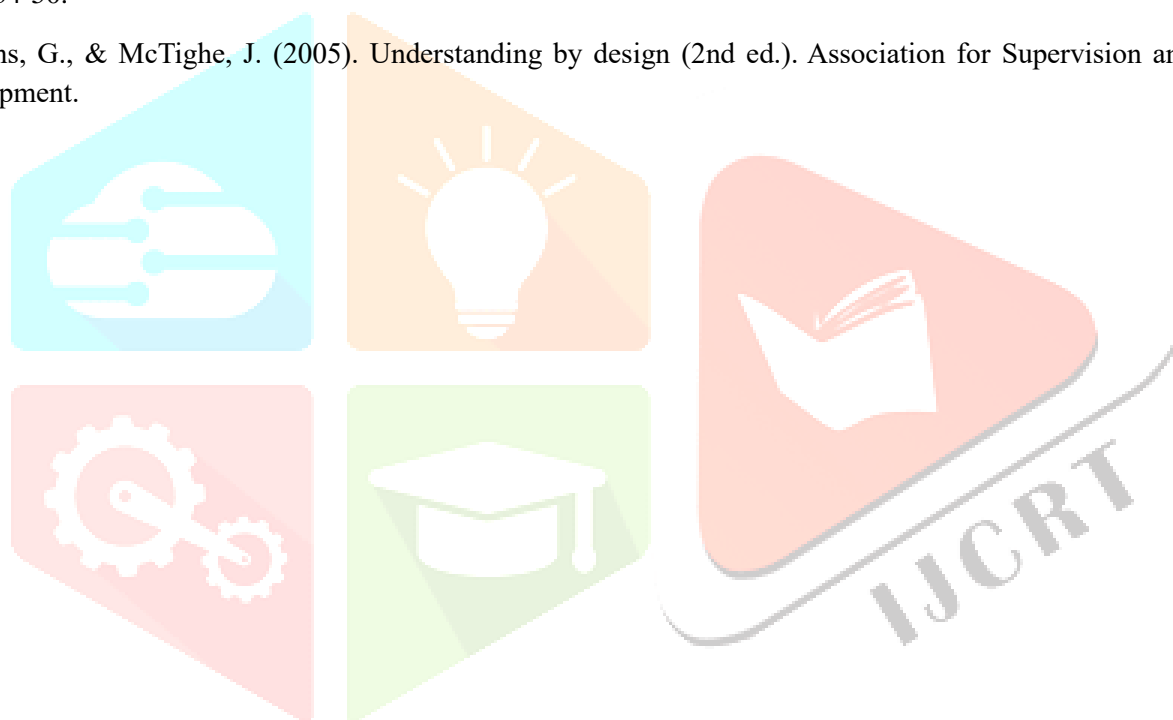 ns, G., & McTighe, J. (2005). Understanding by design (2nd ed.). Association for Supervision an
pment.
IJCRT